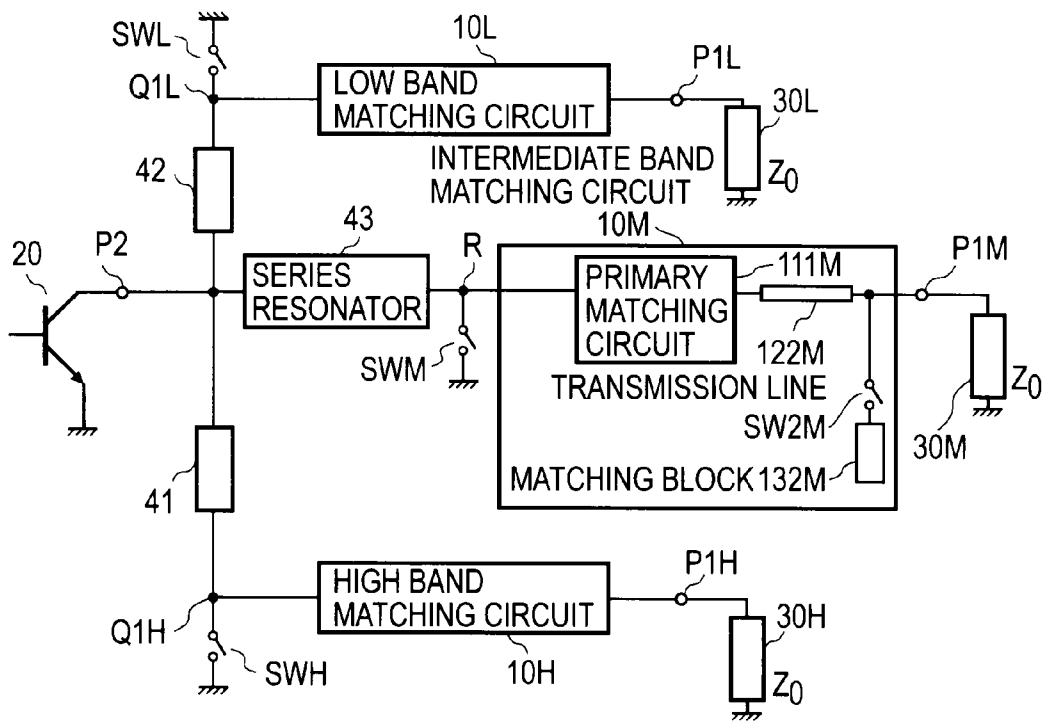 SWL
10L
P1L
Q1L
LOW BAND
MATCHING CIRCUIT
30L
Z0
INTERMEDIATE BAND
MATCHING CIRCUIT
42
10M
20
P2
43
R
111M
P1M
SERIES
RESONATOR
PRIMARY
MATCHING
CIRCUIT
122M
SWM
TRANSMISSION LINE
Z0
SW2M
30M
41
MATCHING BLOCK 132M
P1H
HIGH BAND
MATCHING CIRCUIT
Q1H
30H
SWH
10H
Z0